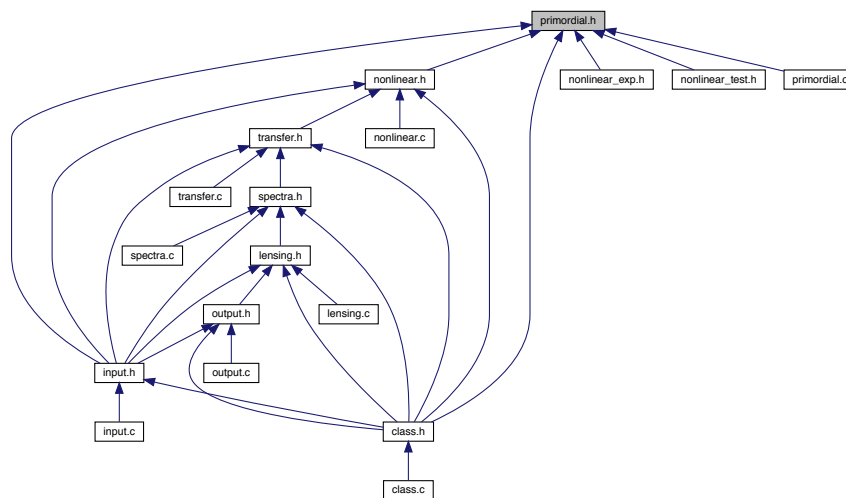 primordial.h
nonlinear.h
nonlinear_exp.h
nonlinear_test.h
primordial.c
nonlinear.c
transfer.h
transfer.c
spectra.h
spectra.c
lensing.h
output.h
lensing.c
input.h
output.c
input.c
class.h
class.c